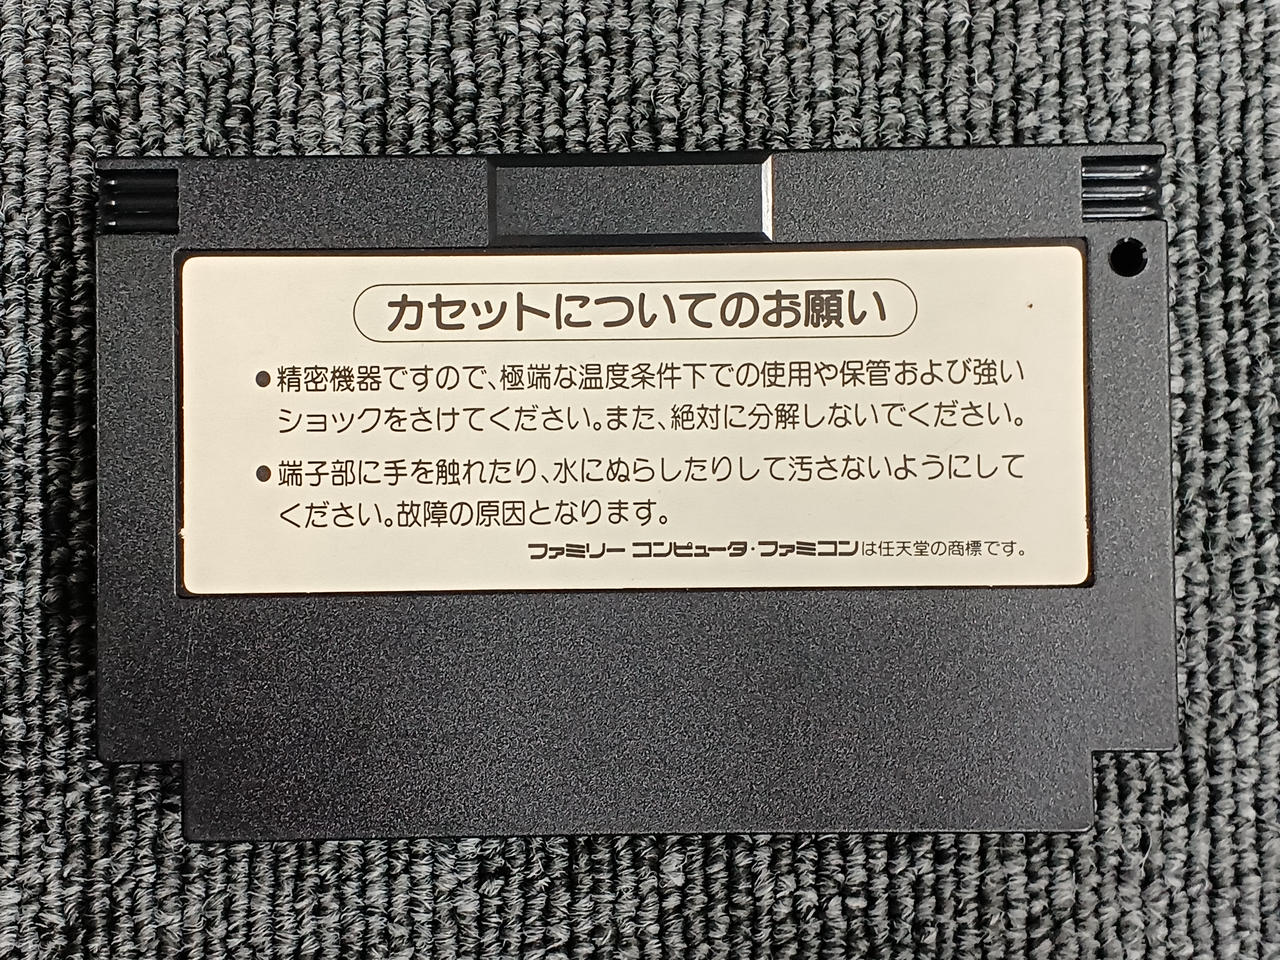 カセットについてのお願い
●精密機器ですので、極端な温度条件下での使用や保管および強い
ショックをさけてください。また、絶対に分解しないでください。
●端子部に手を触れたり、水にぬらしたりして汚さないようにして
ください。故障の原因となります。
ファミリー コンピュータ・ファミコンは任天堂の商標です。